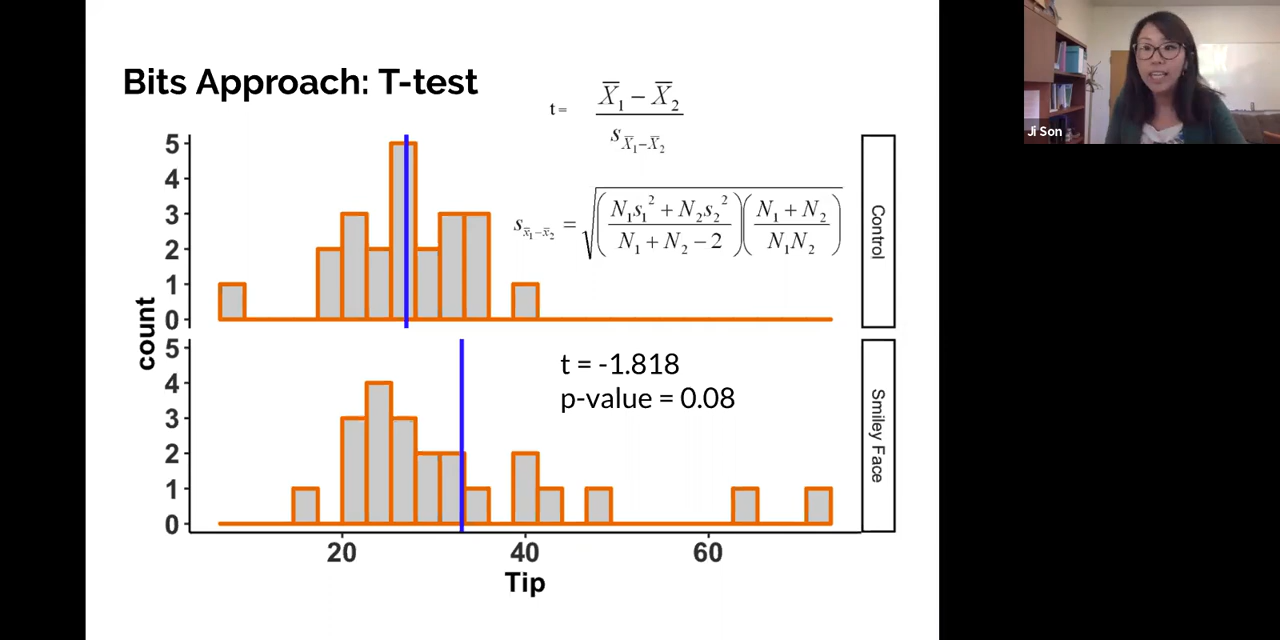 Bits Approach: T-test
t = (X̄₁ − X̄₂) / s_{X̄₁−X̄₂}
s_{x̄₁−x̄₂} = √( ((N₁s₁² + N₂s₂²) / (N₁ + N₂ − 2)) ((N₁ + N₂) / (N₁N₂)) )
5
4
3
2
1
0
Control
count
5
4
3
2
1
0
t = -1.818
p-value = 0.08
Smiley Face
20 40 60
Tip
Ji Son